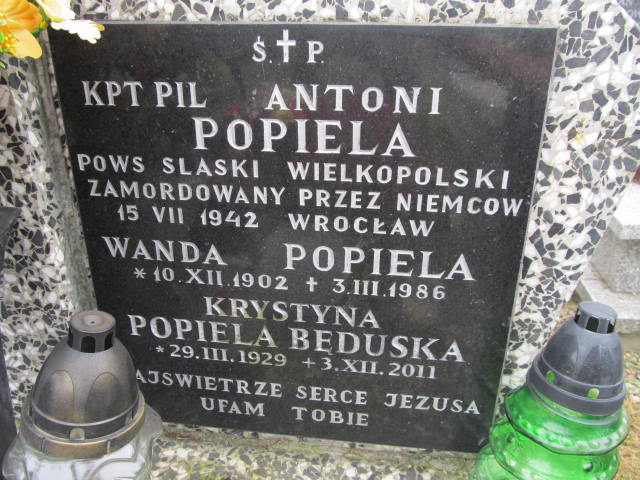 Ś. † P.
KPT PIL ANTONI
POPIELA
POWS SLASKI WIELKOPOLSKI
ZAMORDOWANY PRZEZ NIEMCOW
15 VII 1942 WROCŁAW
WANDA POPIELA
* 10.XII.1902 + 3.III.1986
KRYSTYNA
POPIELA BĘDUSKA
* 29.III.1929 + 3.XII.2011
AJSWIETRZE SERCE JEZUSA
UFAM TOBIE